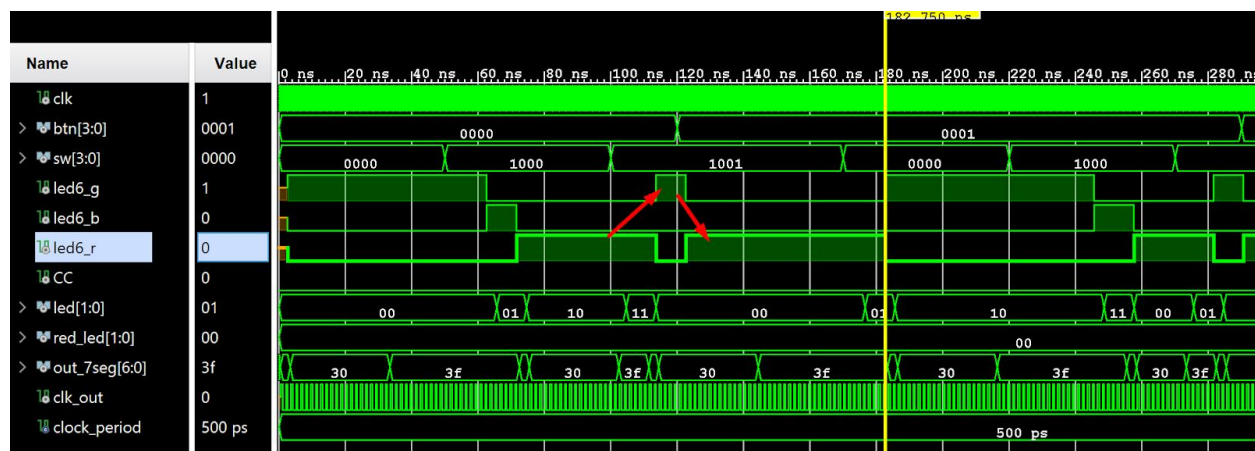 182.750 ns
Name Value
0 ns 20 ns 40 ns 60 ns 80 ns 100 ns 120 ns 140 ns 160 ns 180 ns 200 ns 220 ns 240 ns 260 ns 280 n
clk 1
btn[3:0] 0001 0000 0001
sw[3:0] 0000 0000 1000 1001 0000 1000
led6_g 1
led6_b 0
led6_r 0
CC 0
led[1:0] 01 00 01 10 11 00 01 10 11 00 01
red_led[1:0] 00 00
out_7seg[6:0] 3f 30 3f 30 3f 30 3f 30 3f 30 3f
clk_out 0
clock_period 500 ps 500 ps